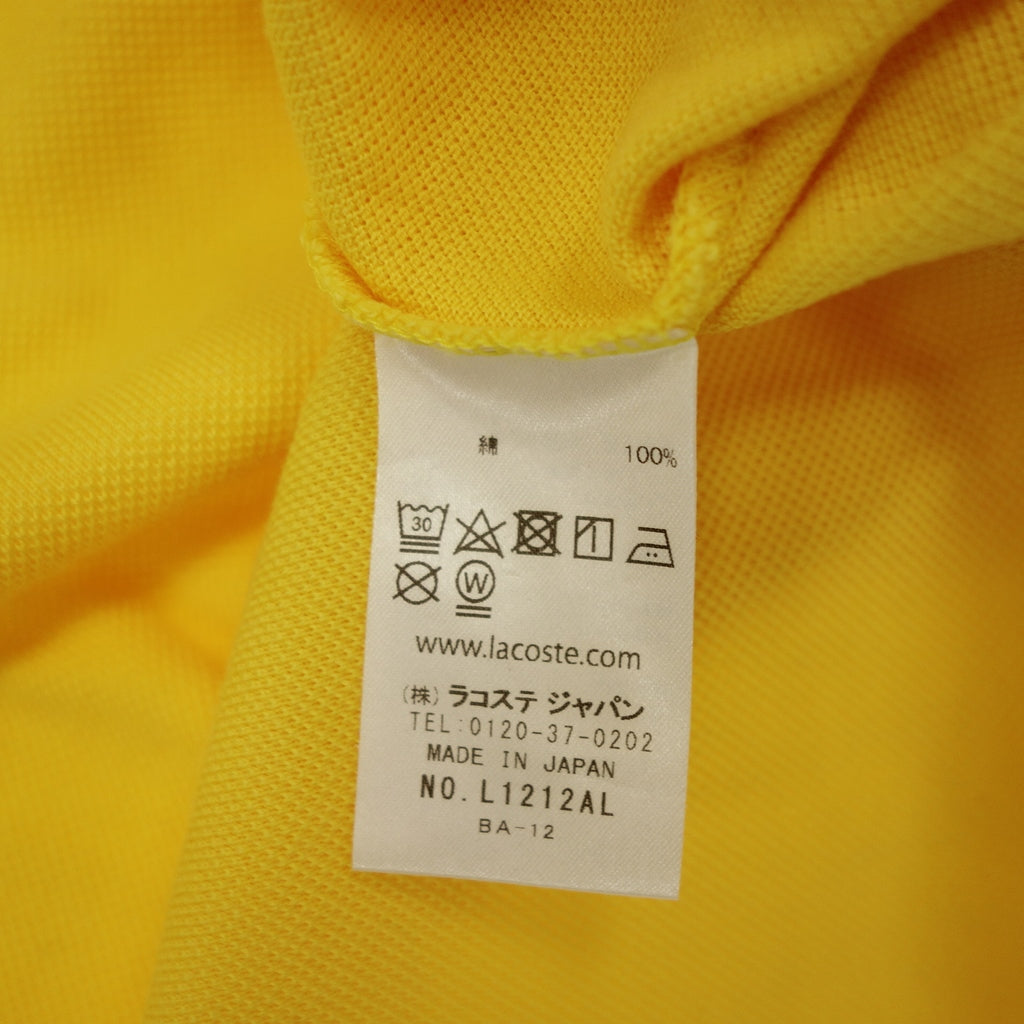 綿 100%
30
W
www.lacoste.com
(株) ラコステ ジャパン
TEL:0120-37-0202
MADE IN JAPAN
NO. L1212AL
BA-12